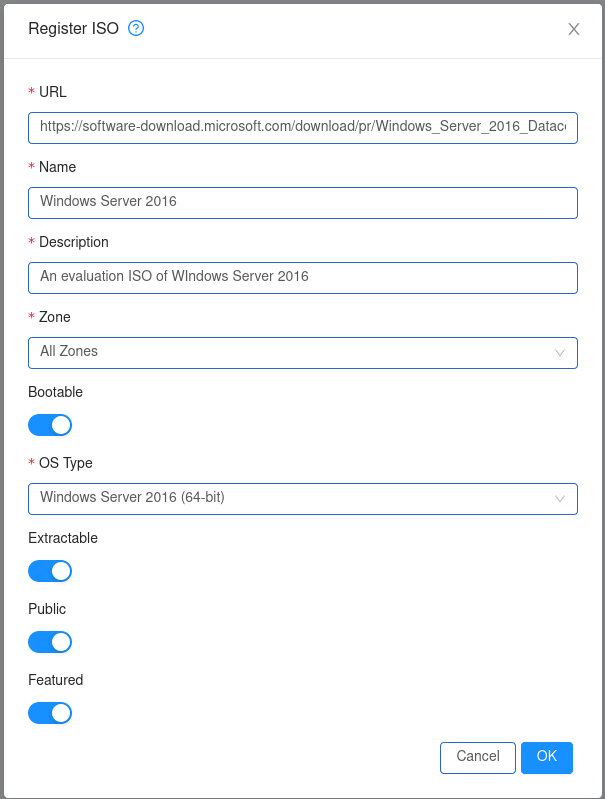 Register ISO ?
* URL
https://software-download.microsoft.com/download/pr/Windows_Server_2016_Datac
* Name
Windows Server 2016
* Description
An evaluation ISO of WIndows Server 2016
* Zone
All Zones
Bootable
* OS Type
Windows Server 2016 (64-bit)
Extractable
Public
Featured
Cancel OK